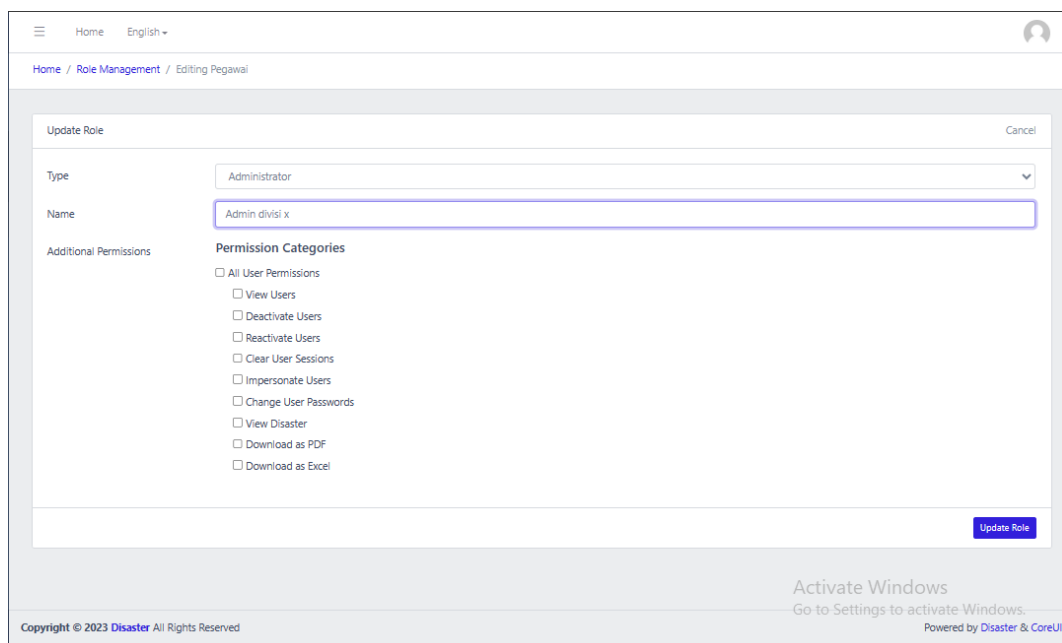 Home English
Home / Role Management / Editing Pegawai
Update Role Cancel
Type Administrator
Name Admin divisi x
Additional Permissions Permission Categories
All User Permissions
View Users
Deactivate Users
Reactivate Users
Clear User Sessions
Impersonate Users
Change User Passwords
View Disaster
Download as PDF
Download as Excel
Update Role
Activate Windows
Go to Settings to activate Windows.
Copyright © 2023 Disaster All Rights Reserved Powered by Disaster & CoreUI